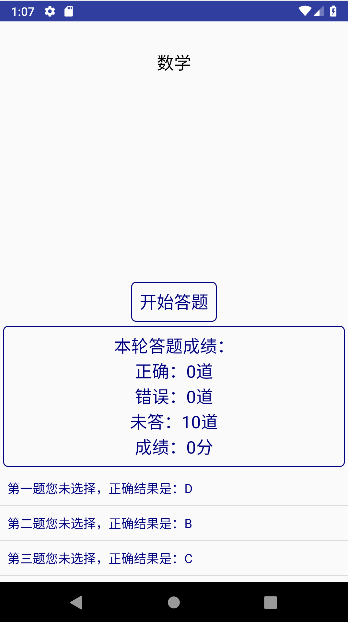 1:07
数学
开始答题
本轮答题成绩：
正确：0道
错误：0道
未答：10道
成绩：0分
第一题您未选择，正确结果是：D
第二题您未选择，正确结果是：B
第三题您未选择，正确结果是：C